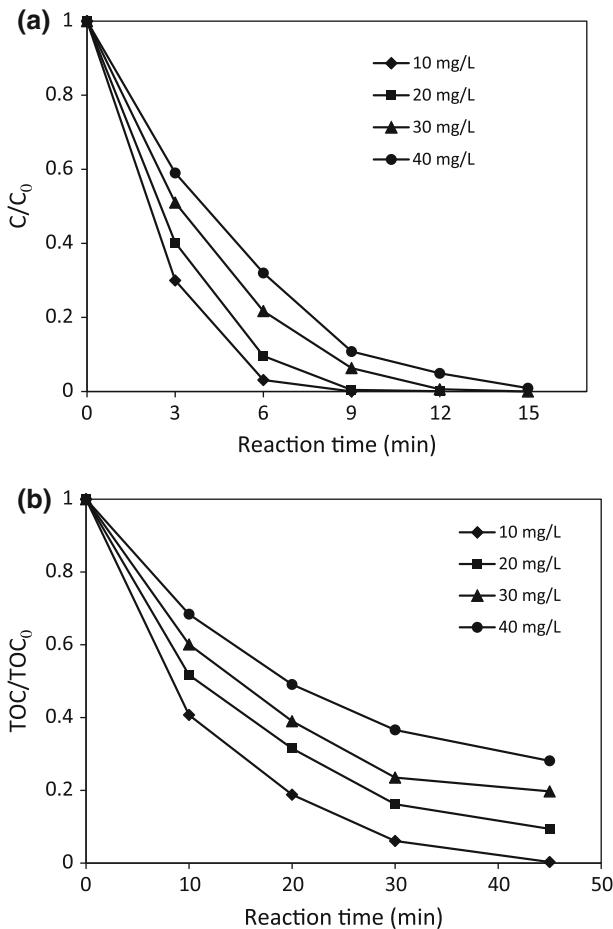 (a)
1
0.8
0.6
0.4
0.2
0
C/C₀
10 mg/L
20 mg/L
30 mg/L
40 mg/L
0 3 6 9 12 15
Reaction time (min)
(b)
1
0.8
0.6
0.4
0.2
0
TOC/TOC₀
10 mg/L
20 mg/L
30 mg/L
40 mg/L
0 10 20 30 40 50
Reaction time (min)